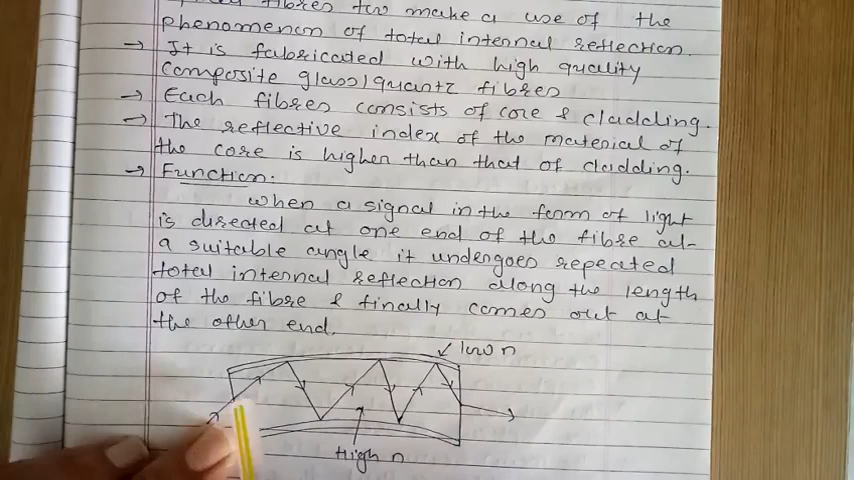 fibres too make a use of the
phenomenon of total internal reflection.
→ It is fabricated with high quality
composite glass/quartz fibres
→ Each fibres consists of core & cladding.
→ The reflective index of the material of
the core is higher than that of cladding.
→ Function:
when a signal in the form of light
is directed at one end of the fibre at
a suitable angle it undergoes repeated
total internal reflection along the length
of the fibre & finally comes out at
the other end.
low n
High n